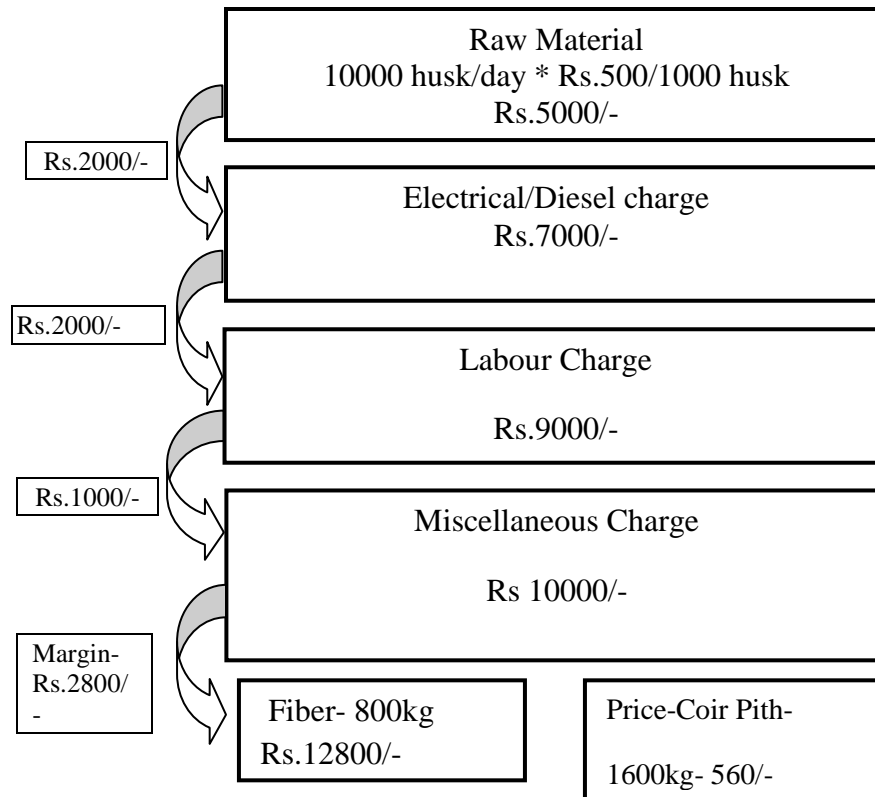 Raw Material
10000 husk/day * Rs.500/1000 husk
Rs.5000/-
Rs.2000/-
Electrical/Diesel charge
Rs.7000/-
Rs.2000/-
Labour Charge
Rs.9000/-
Rs.1000/-
Miscellaneous Charge
Rs 10000/-
Margin-
Rs.2800/
-
Fiber- 800kg
Rs.12800/-
Price-Coir Pith-
1600kg- 560/-